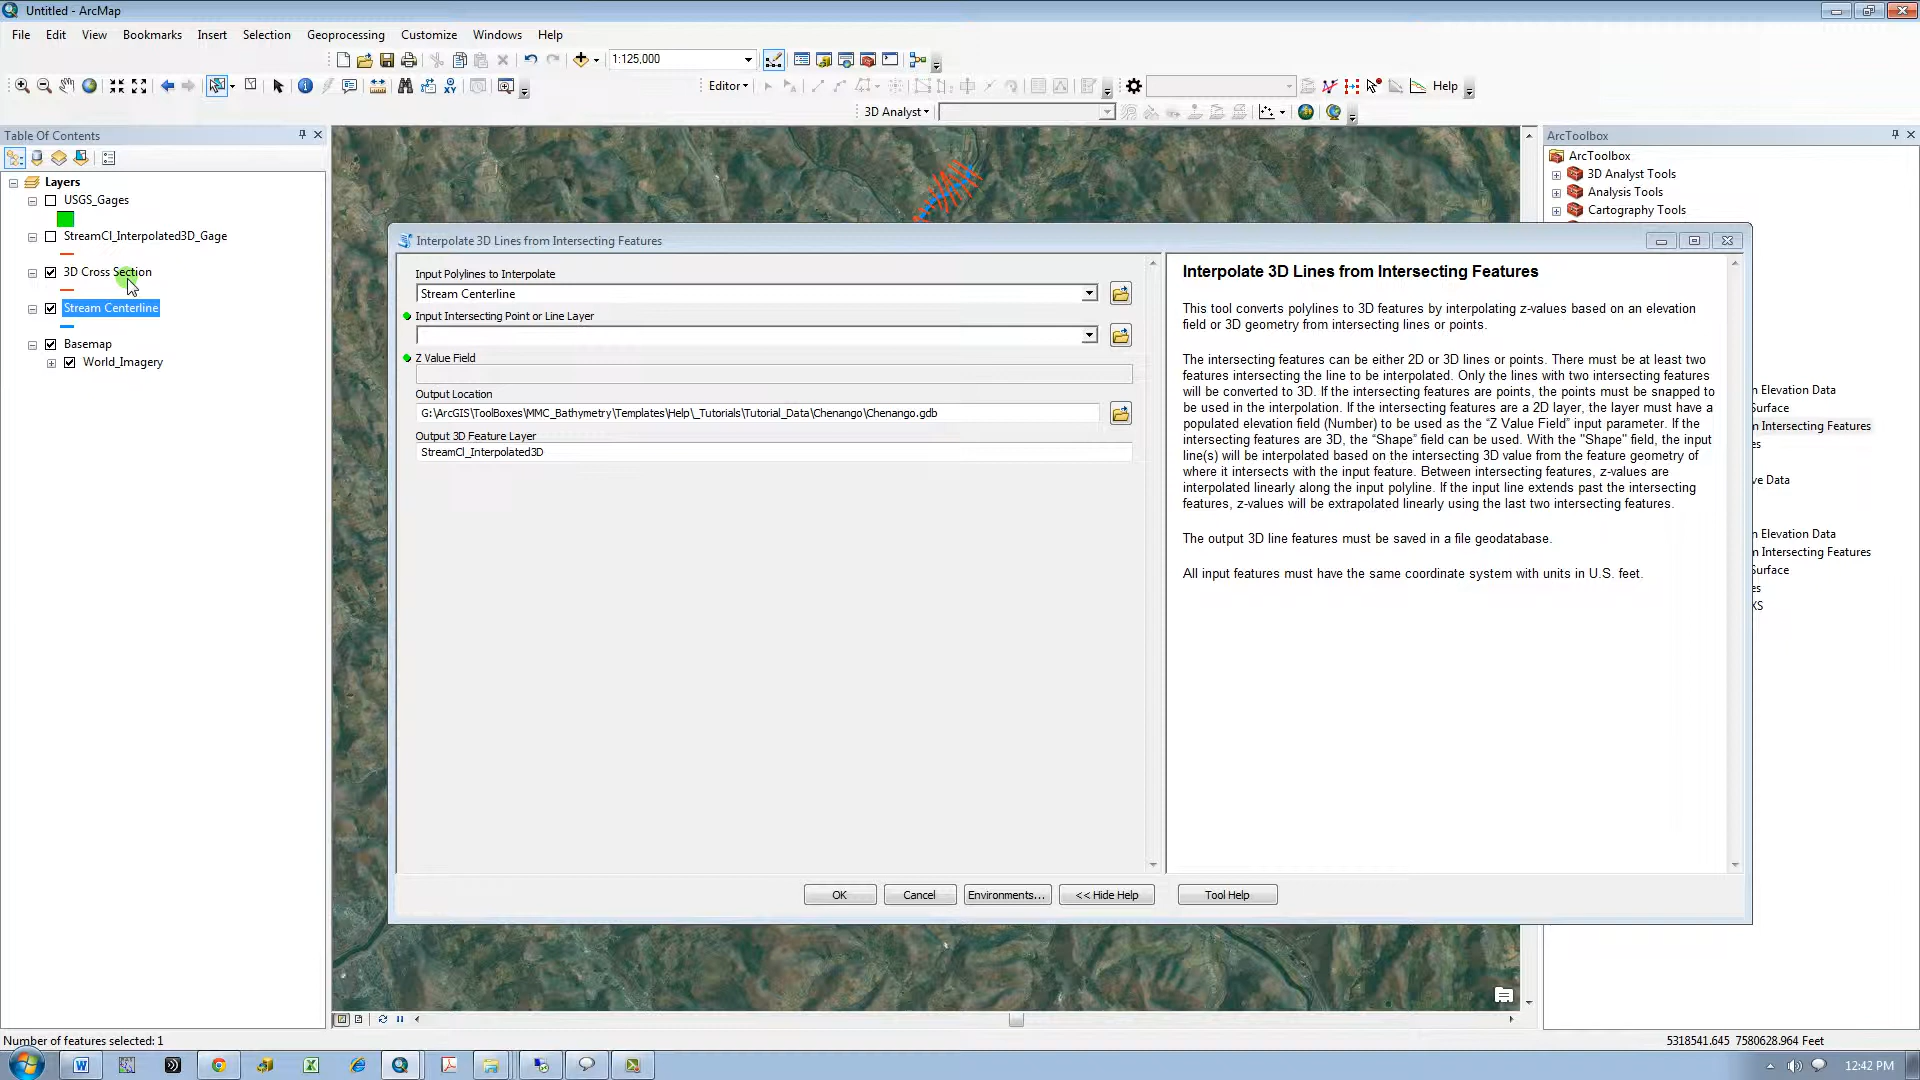 Untitled - ArcMap
File Edit View Bookmarks Insert Selection Geoprocessing Customize Windows Help
1:125,000
Editor▾
Help
3D Analyst▾
Table Of Contents
Layers
USGS_Gages
StreamCl_Interpolated3D_Gage
3D Cross Section
Stream Centerline
Basemap
World_Imagery
Interpolate 3D Lines from Intersecting Features
Input Polylines to Interpolate
Stream Centerline
Input Intersecting Point or Line Layer
Z Value Field
Output Location
G:\ArcGIS\ToolBoxes\MMC_Bathymetry\Templates\Help\_Tutorials\Tutorial_Data\Chenango\Chenango.gdb
Output 3D Feature Layer
StreamCl_Interpolated3D
OK
Cancel
Environments...
<< Hide Help
Tool Help
Interpolate 3D Lines from Intersecting Features
This tool converts polylines to 3D features by interpolating z-values based on an elevation
field or 3D geometry from intersecting lines or points.
The intersecting features can be either 2D or 3D lines or points. There must be at least two
features intersecting the line to be interpolated. Only the lines with two intersecting features
will be converted to 3D. If the intersecting features are points, the points must be snapped to
be used in the interpolation. If the intersecting features are a 2D layer, the layer must have a
populated elevation field (Number) to be used as the “Z Value Field” input parameter. If the
intersecting features are 3D, the “Shape” field can be used. With the "Shape" field, the input
line(s) will be interpolated based on the intersecting 3D value from the feature geometry of
where it intersects with the input feature. Between intersecting features, z-values are
interpolated linearly along the input polyline. If the input line extends past the intersecting
features, z-values will be extrapolated linearly using the last two intersecting features.
The output 3D line features must be saved in a file geodatabase.
All input features must have the same coordinate system with units in U.S. feet.
ArcToolbox
ArcToolbox
3D Analyst Tools
Analysis Tools
Cartography Tools
n Elevation Data
urface
m Intersecting Features
es
ve Data
n Elevation Data
m Intersecting Features
urface
es
XS
Number of features selected: 1
5318541.645 7580628.964 Feet
12:42 PM